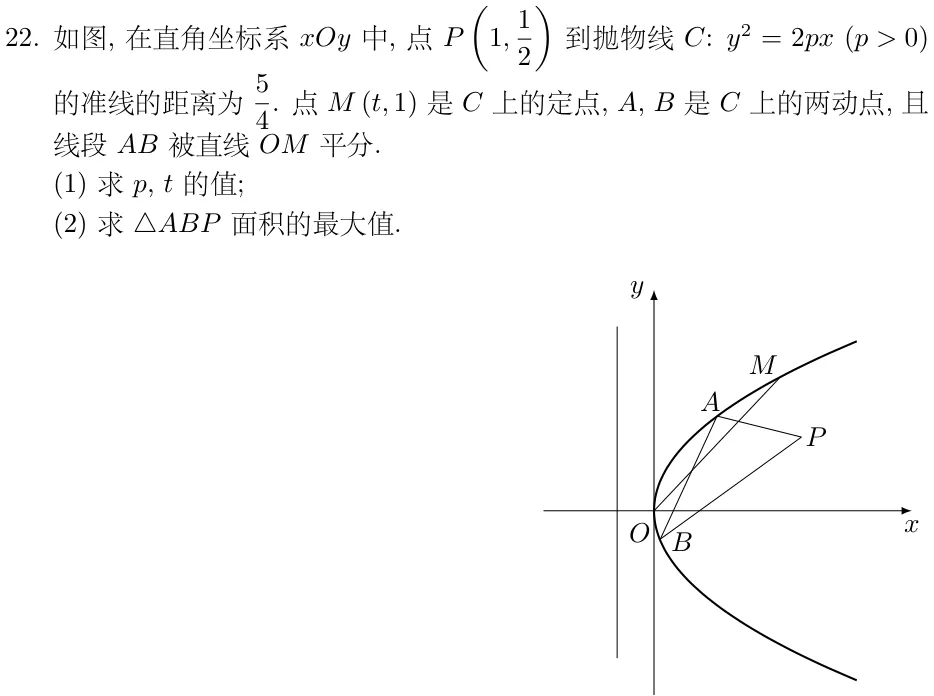 22. 如图, 在直角坐标系 xOy 中, 点 P(1, 1/2) 到抛物线 C: y² = 2px (p > 0)
的准线的距离为 5/4. 点 M (t, 1) 是 C 上的定点, A, B 是 C 上的两动点, 且
线段 AB 被直线 OM 平分.
(1) 求 p, t 的值;
(2) 求 △ABP 面积的最大值.
y
M
A
P
O
B
x